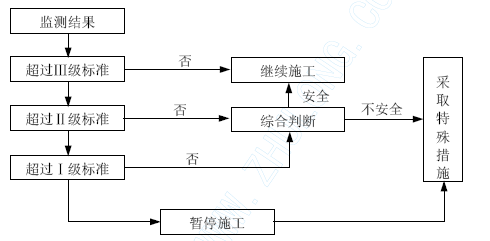 监测结果
超过Ⅲ级标准
否
继续施工
安全
超过Ⅱ级标准
否
综合判断
不安全
采取特殊措施
超过Ⅰ级标准
否
暂停施工